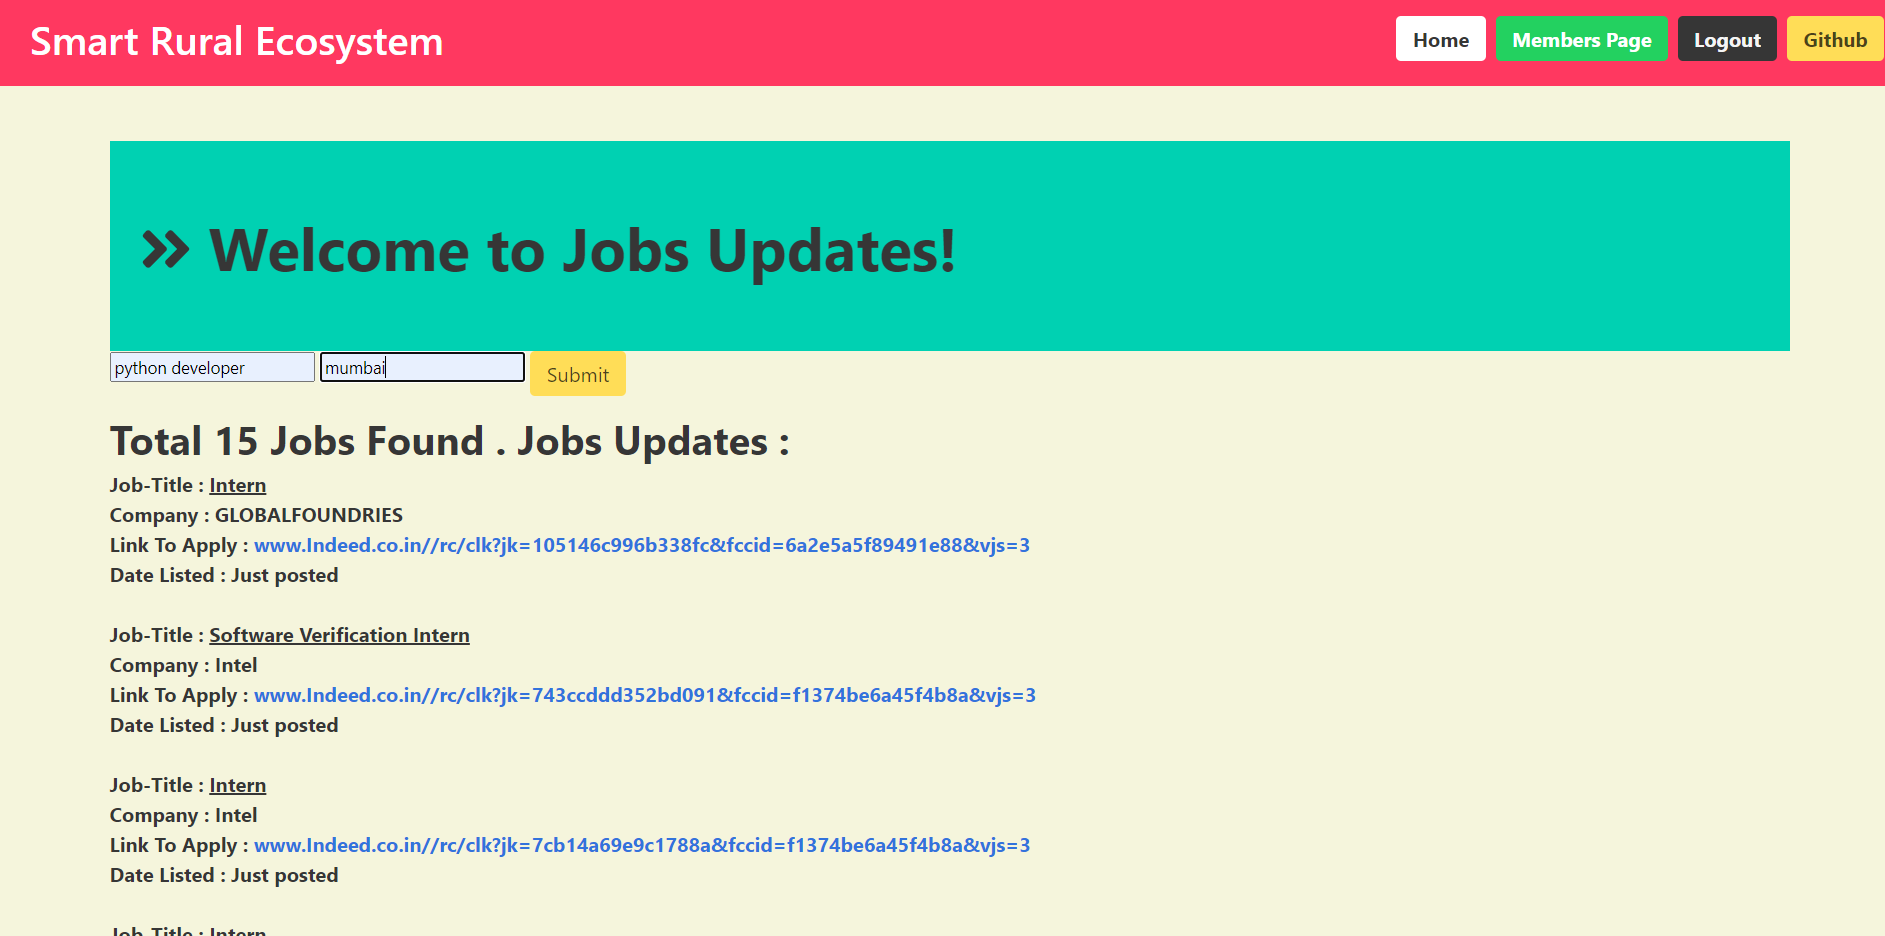 Smart Rural Ecosystem
Home Members Page Logout Github
Welcome to Jobs Updates!
python developer mumbai Submit
Total 15 Jobs Found . Jobs Updates :
Job-Title : Intern
Company : GLOBALFOUNDRIES
Link To Apply : www.Indeed.co.in//rc/clk?jk=105146c996b338fc&fccid=6a2e5a5f89491e88&vjs=3
Date Listed : Just posted
Job-Title : Software Verification Intern
Company : Intel
Link To Apply : www.Indeed.co.in//rc/clk?jk=743ccddd352bd091&fccid=f1374be6a45f4b8a&vjs=3
Date Listed : Just posted
Job-Title : Intern
Company : Intel
Link To Apply : www.Indeed.co.in//rc/clk?jk=7cb14a69e9c1788a&fccid=f1374be6a45f4b8a&vjs=3
Date Listed : Just posted
Job-Title : Intern